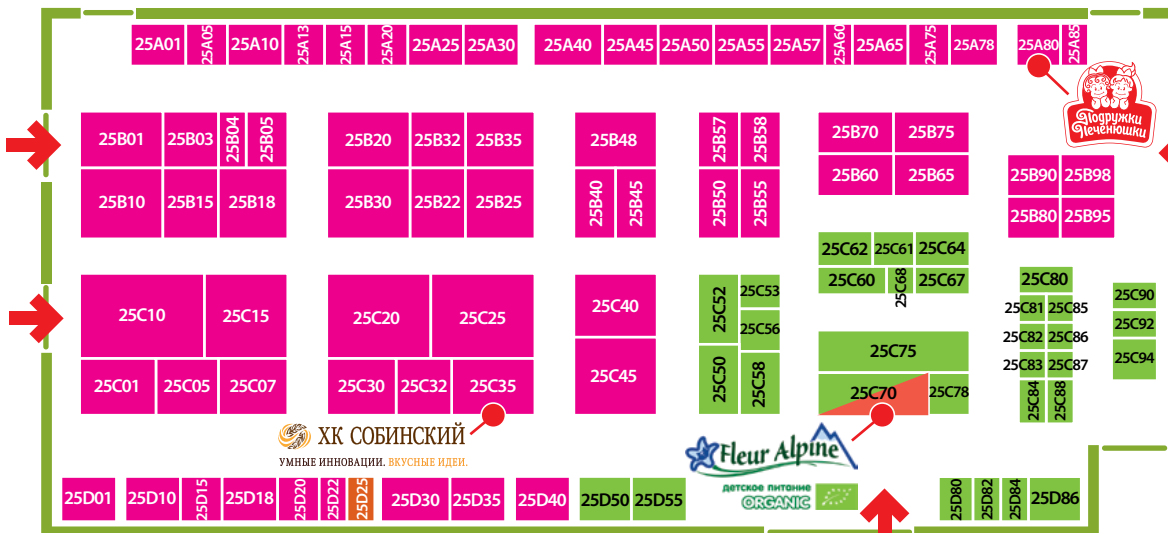 25A01 25A05 25A10 25A13 25A15 25A20 25A25 25A30 25A40 25A45 25A50 25A55 25A57 25A60 25A65 25A75 25A78 25A80 25A85
Подружки
Печенюшки
25B01 25B03 25B04 25B05 25B20 25B32 25B35 25B48 25B57 25B58 25B70 25B75
25B10 25B15 25B18 25B30 25B22 25B25 25B40 25B45 25B50 25B55 25B60 25B65
25B90 25B98
25B80 25B95
25C62 25C61 25C64
25C60 25C68 25C67
25C10 25C15 25C20 25C25 25C40 25C52 25C53
25C56
25C01 25C05 25C07 25C30 25C32 25C35 25C45 25C50 25C58
25C75
25C70 25C78
25C80
25C81 25C85
25C82 25C86
25C83 25C87
25C84 25C88
25C90
25C92
25C94
ХК СОБИНСКИЙ
УМНЫЕ ИННОВАЦИИ. ВКУСНЫЕ ИДЕИ.
Fleur Alpine
детское питание
ORGANIC
25D01 25D10 25D15 25D18 25D20 25D22 25D25 25D30 25D35 25D40 25D50 25D55 25D80 25D82 25D84 25D86